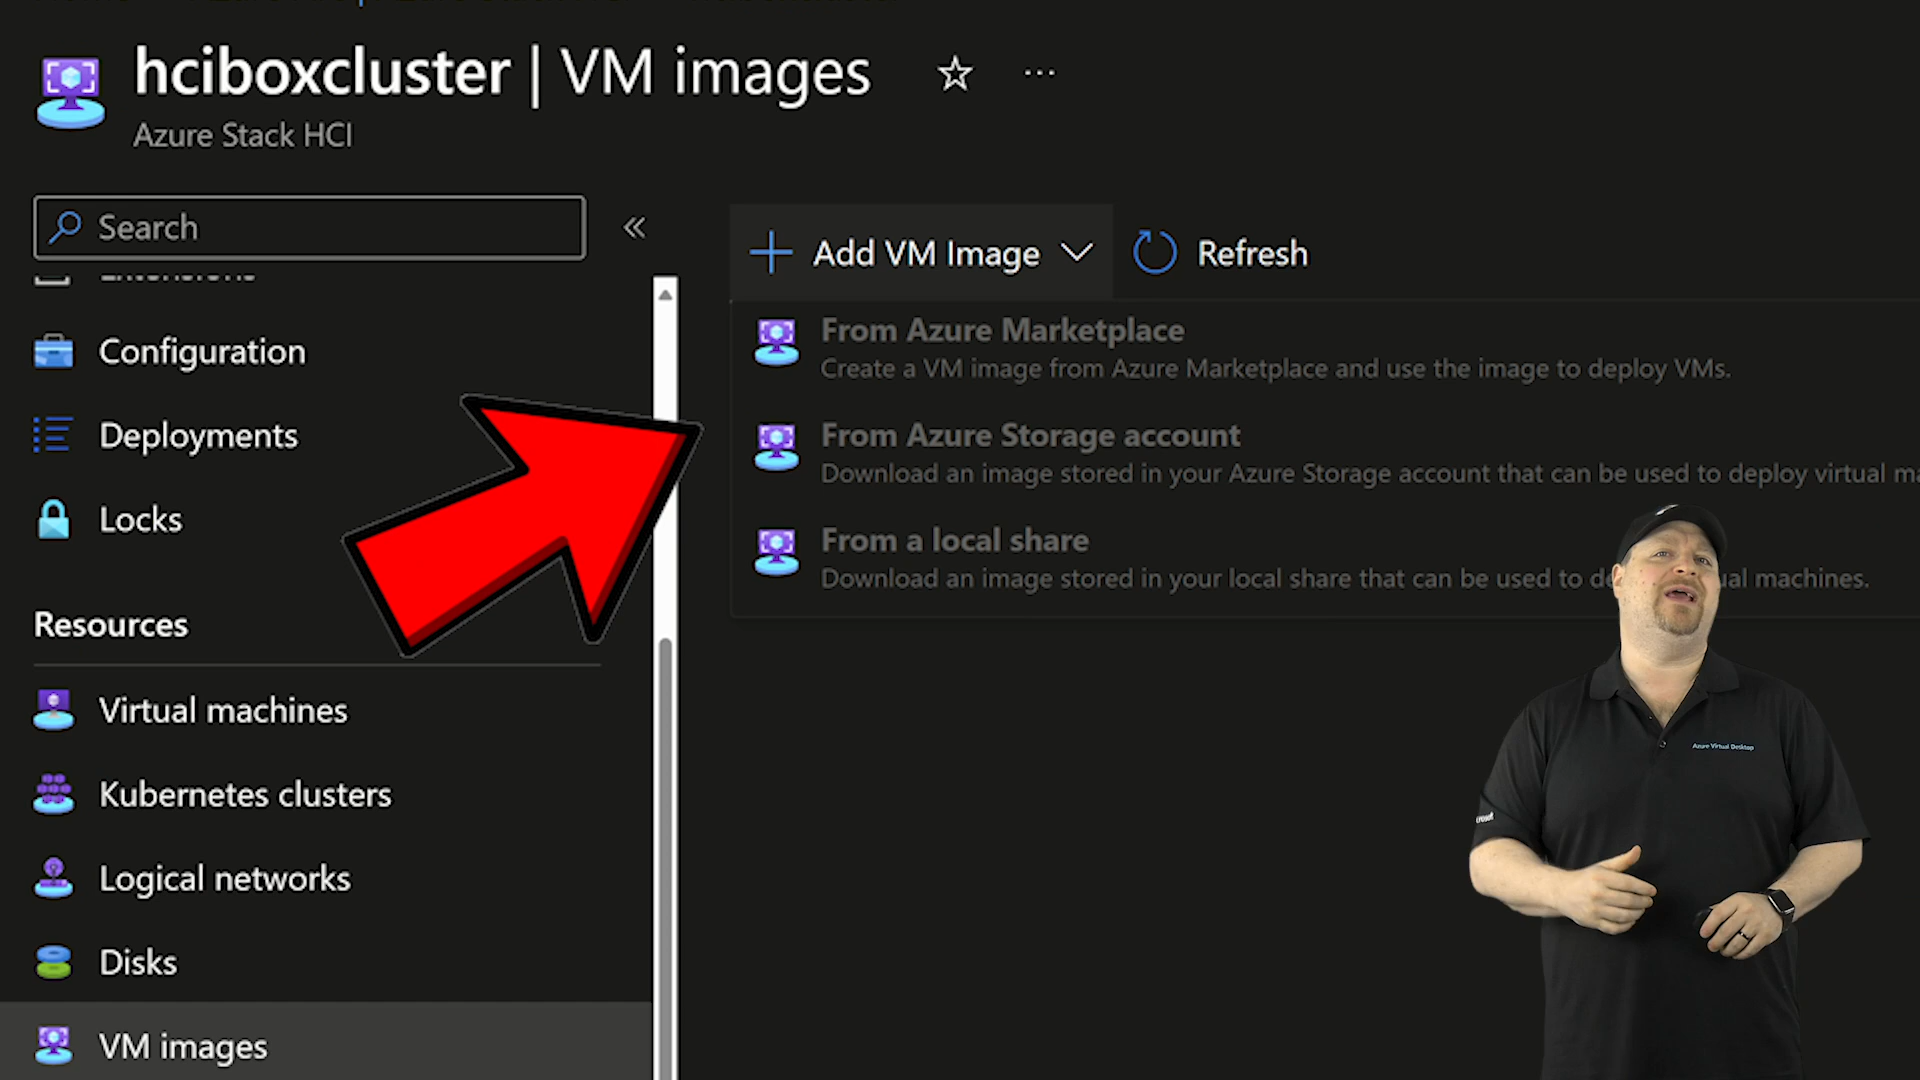 hciboxcluster | VM images
Azure Stack HCI
Search
Add VM Image
Refresh
Extensions
Configuration
Deployments
Locks
Resources
Virtual machines
Kubernetes clusters
Logical networks
Disks
VM images
From Azure Marketplace
Create a VM image from Azure Marketplace and use the image to deploy VMs.
From Azure Storage account
Download an image stored in your Azure Storage account that can be used to deploy virtual
From a local share
Download an image stored in your local share that can be used to machines.
Azure Virtual Desktop